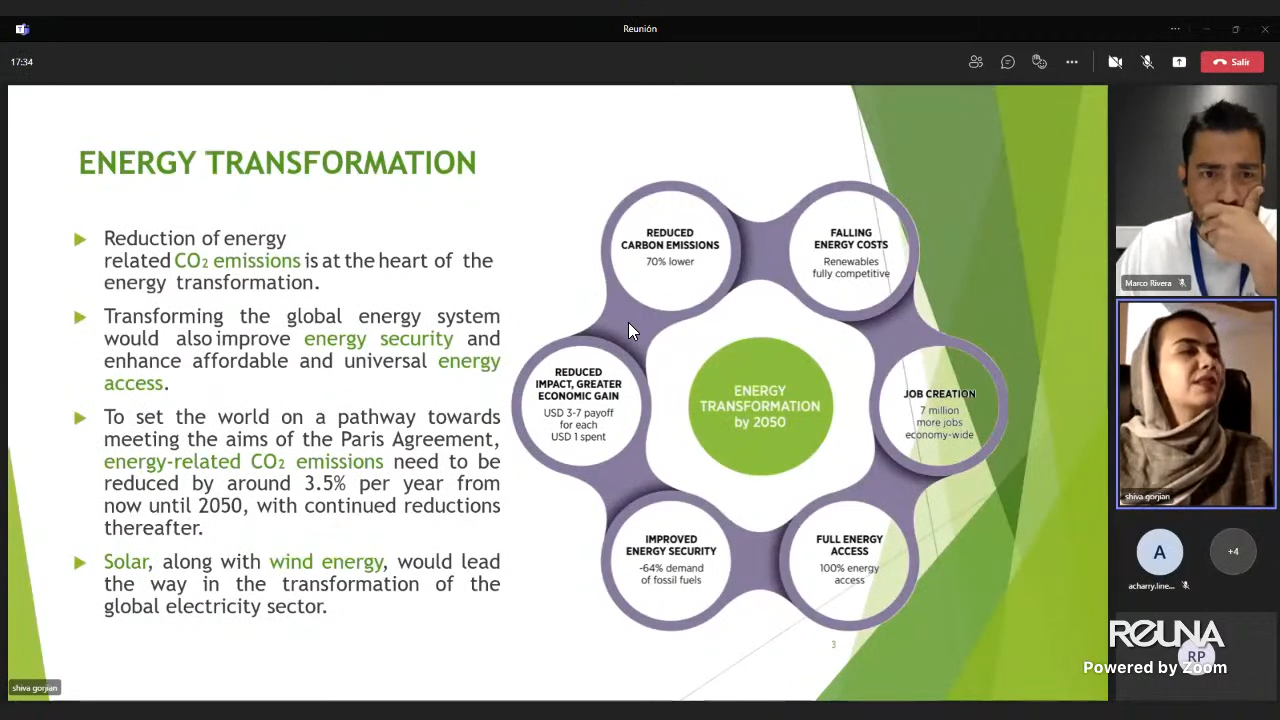 Reunión
17:34
Salir
ENERGY TRANSFORMATION
Reduction of energy
related CO₂ emissions is at the heart of the
energy transformation.
Transforming the global energy system
would also improve energy security and
enhance affordable and universal energy
access.
To set the world on a pathway towards
meeting the aims of the Paris Agreement,
energy-related CO₂ emissions need to be
reduced by around 3.5% per year from
now until 2050, with continued reductions
thereafter.
Solar, along with wind energy, would lead
the way in the transformation of the
global electricity sector.
REDUCED
CARBON EMISSIONS
70% lower
FALLING
ENERGY COSTS
Renewables
fully competitive
REDUCED
IMPACT, GREATER
ECONOMIC GAIN
USD 3-7 payoff
for each
USD 1 spent
ENERGY
TRANSFORMATION
by 2050
JOB CREATION
7 million
more jobs
economy-wide
IMPROVED
ENERGY SECURITY
-64% demand
of fossil fuels
FULL ENERGY
ACCESS
100% energy
access
3
shiva gorjian
Marco Rivera
shiva gorjian
A
+4
acharry.line...
REUNA
RP
Powered by Zoom